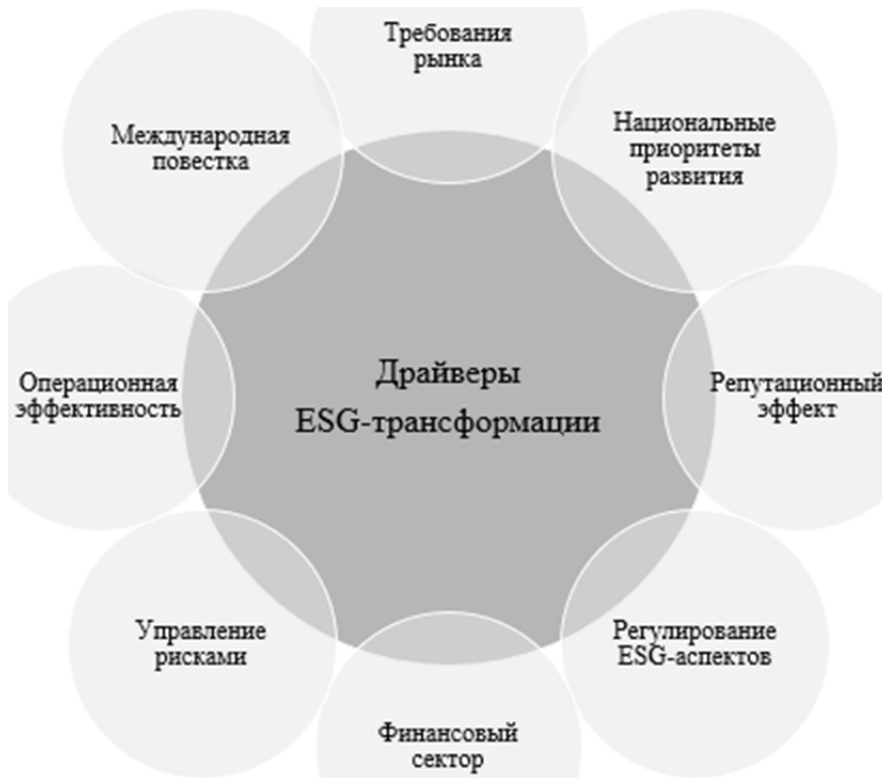 Требования
рынка
Национальные
приоритеты
развития
Репутационный
эффект
Регулирование
ESG-аспектов
Финансовый
сектор
Управление
рисками
Операционная
эффективность
Международная
повестка
Драйверы
ESG-трансформации